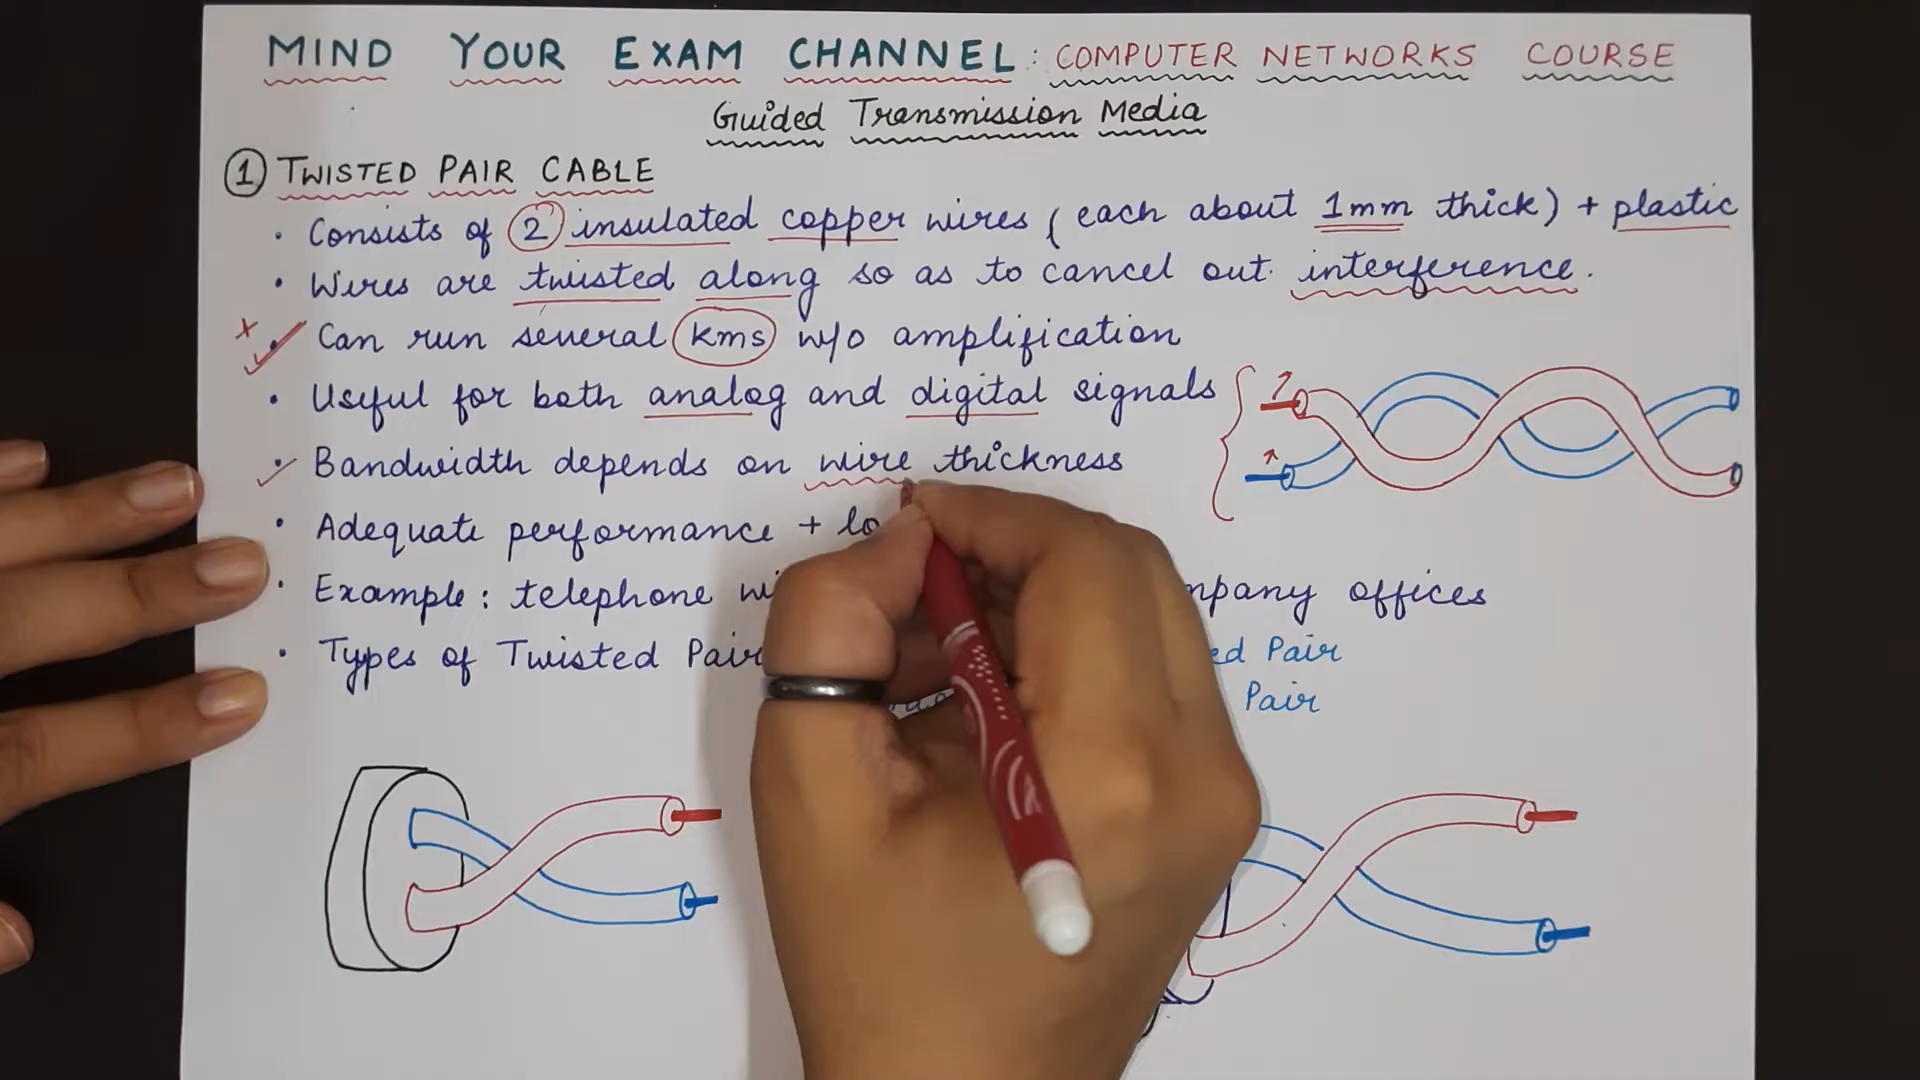 MIND YOUR EXAM CHANNEL : COMPUTER NETWORKS COURSE
Guided Transmission Media
1 TWISTED PAIR CABLE
• Consists of 2 insulated copper wires (each about 1mm thick) + plastic
• Wires are twisted along so as to cancel out interference.
• Can run several kms w/o amplification
• Useful for both analog and digital signals
• Bandwidth depends on wire thickness
• Adequate performance +
• Example: telephone offices
• Types of Twisted Pair Pair
Pair